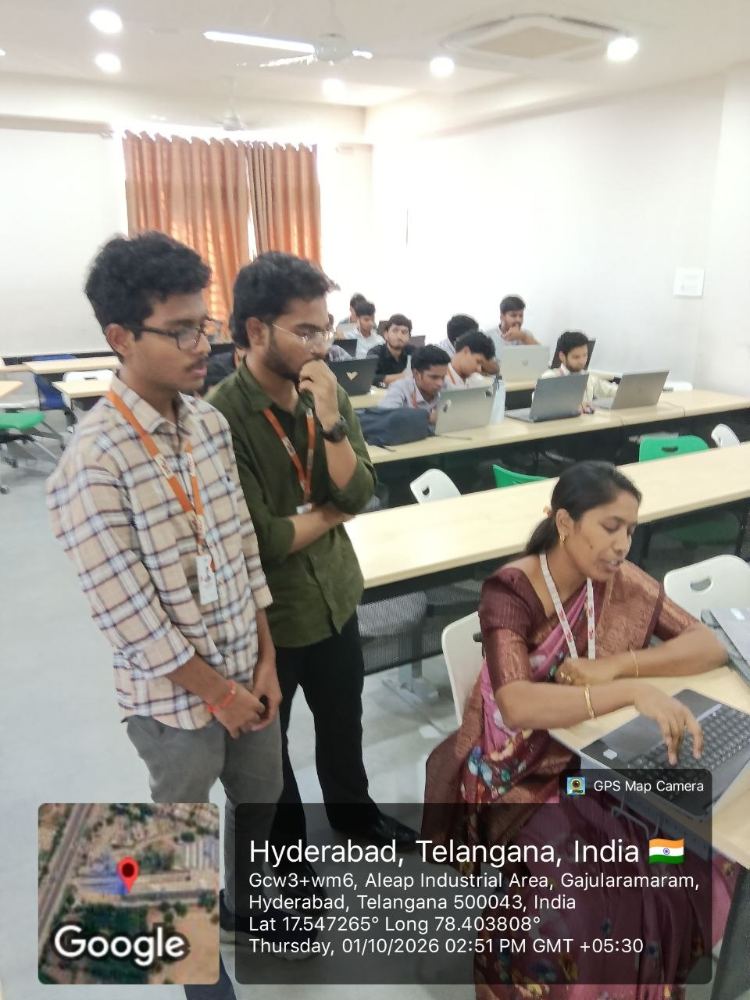 GPS Map Camera
Hyderabad, Telangana, India 🇮🇳
Gcw3+wm6, Aleap Industrial Area, Gajularamaram,
Hyderabad, Telangana 500043, India
Lat 17.547265° Long 78.403808°
Thursday, 01/10/2026 02:51 PM GMT +05:30
Google